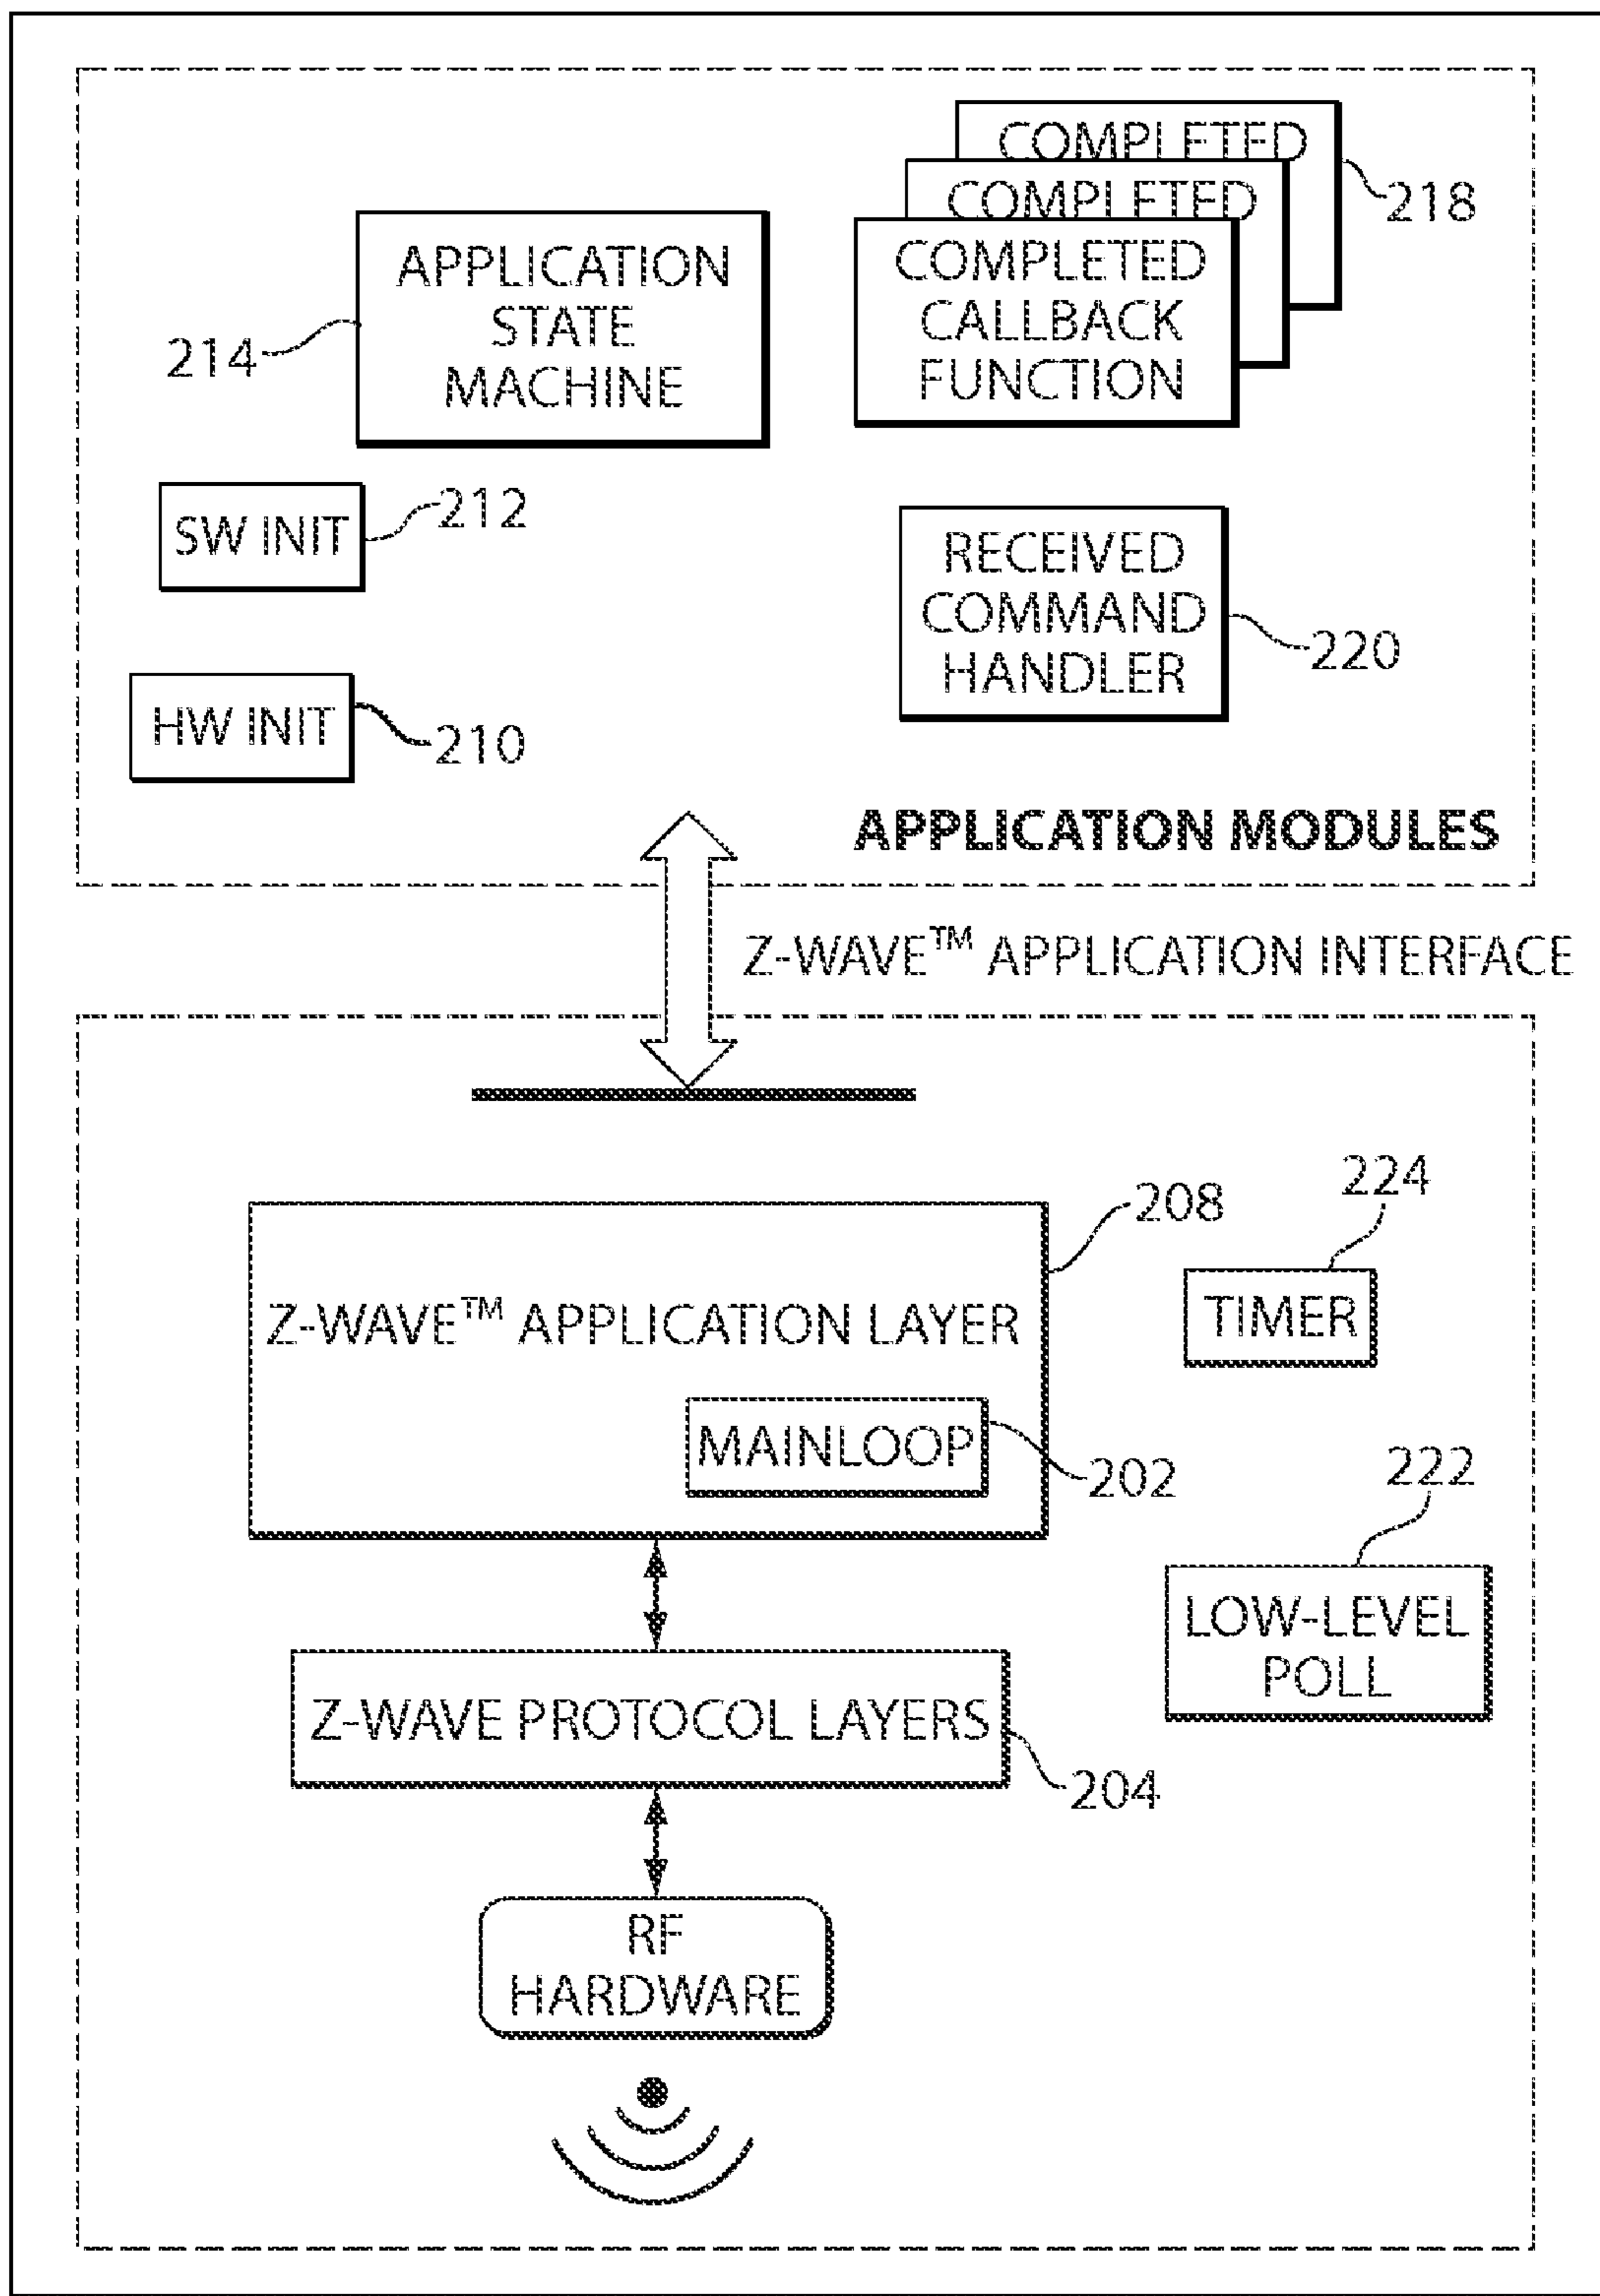 COMPLETED
COMPLETED
218
COMPLETED
CALLBACK
FUNCTION
APPLICATION
STATE
MACHINE
214
SW INIT
212
RECEIVED
COMMAND
HANDLER
220
HW INIT
210
APPLICATION MODULES
Z-WAVE™ APPLICATION INTERFACE
224
208
TIMER
Z-WAVE™ APPLICATION LAYER
MAINLOOP
202
222
LOW-LEVEL
POLL
Z-WAVE PROTOCOL LAYERS
204
RF
HARDWARE